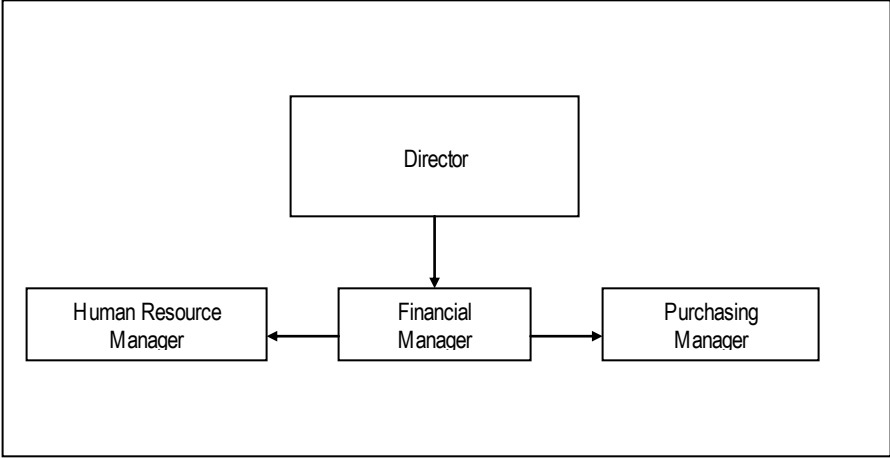 Director
Human Resource
Manager
Financial
Manager
Purchasing
Manager